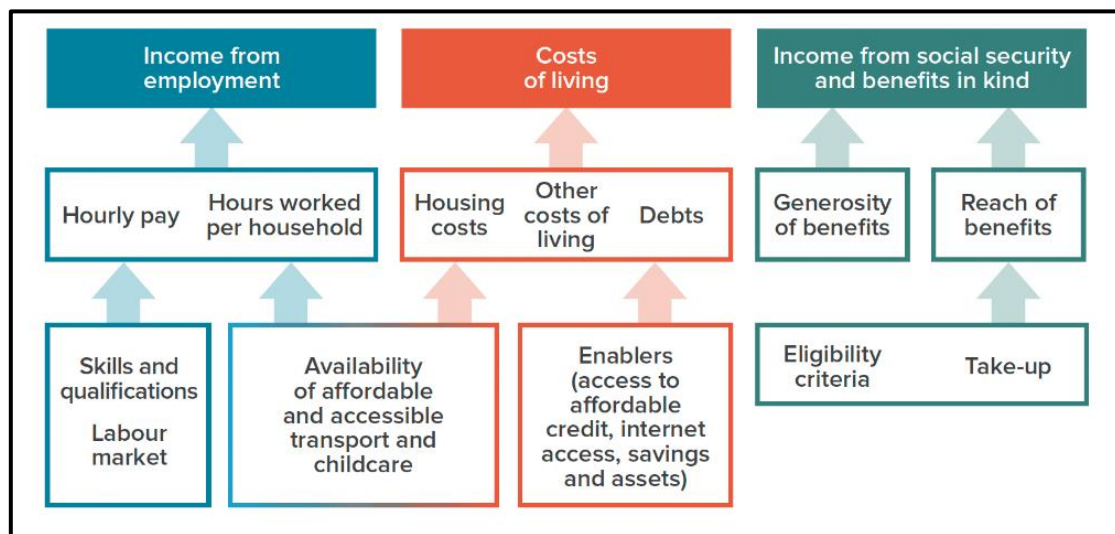 Income from
employment
Costs
of living
Income from social security
and benefits in kind
Hourly pay
Hours worked
per household
Housing
costs
Other
costs of
living
Debts
Generosity
of benefits
Reach of
benefits
Skills and
qualifications
Labour
market
Availability
of affordable
and accessible
transport and
childcare
Enablers
(access to
affordable
credit, internet
access, savings
and assets)
Eligibility
criteria
Take-up